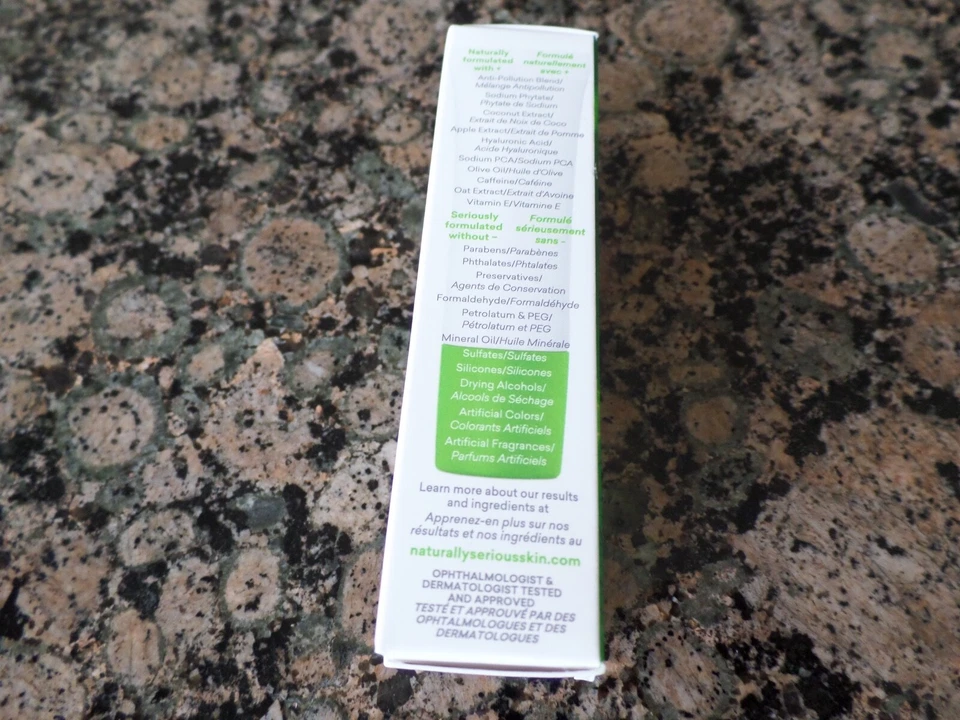 Naturally
formulated
with +
Formulé
naturellement
avec +
Anti-Pollution Blend/
Mélange Antipollution
Sodium Phytate/
Phytate de Sodium
Coconut Extract/
Extrait de Noix de Coco
Apple Extract/Extrait de Pomme
Hyaluronic Acid/
Acide Hyaluronique
Sodium PCA/Sodium PCA
Olive Oil/Huile d'Olive
Caffeine/Caféine
Oat Extract/Extrait d'Avoine
Vitamin E/Vitamine E
Seriously
formulated
without –
Formulé
sérieusement
sans -
Parabens/Parabènes
Phthalates/Phtalates
Preservatives/
Agents de Conservation
Formaldehyde/Formaldéhyde
Petrolatum & PEG/
Pétrolatum et PEG
Mineral Oil/Huile Minérale
Sulfates/Sulfates
Silicones/Silicones
Drying Alcohols/
Alcools de Séchage
Artificial Colors/
Colorants Artificiels
Artificial Fragrances/
Parfums Artificiels
Learn more about our results
and ingredients at
Apprenez-en plus sur nos
résultats et nos ingrédients au
naturallyseriousskin.com
OPHTHALMOLOGIST &
DERMATOLOGIST TESTED
AND APPROVED
TESTÉ ET APPROUVÉ PAR DES
OPHTALMOLOGUES ET DES
DERMATOLOGUES